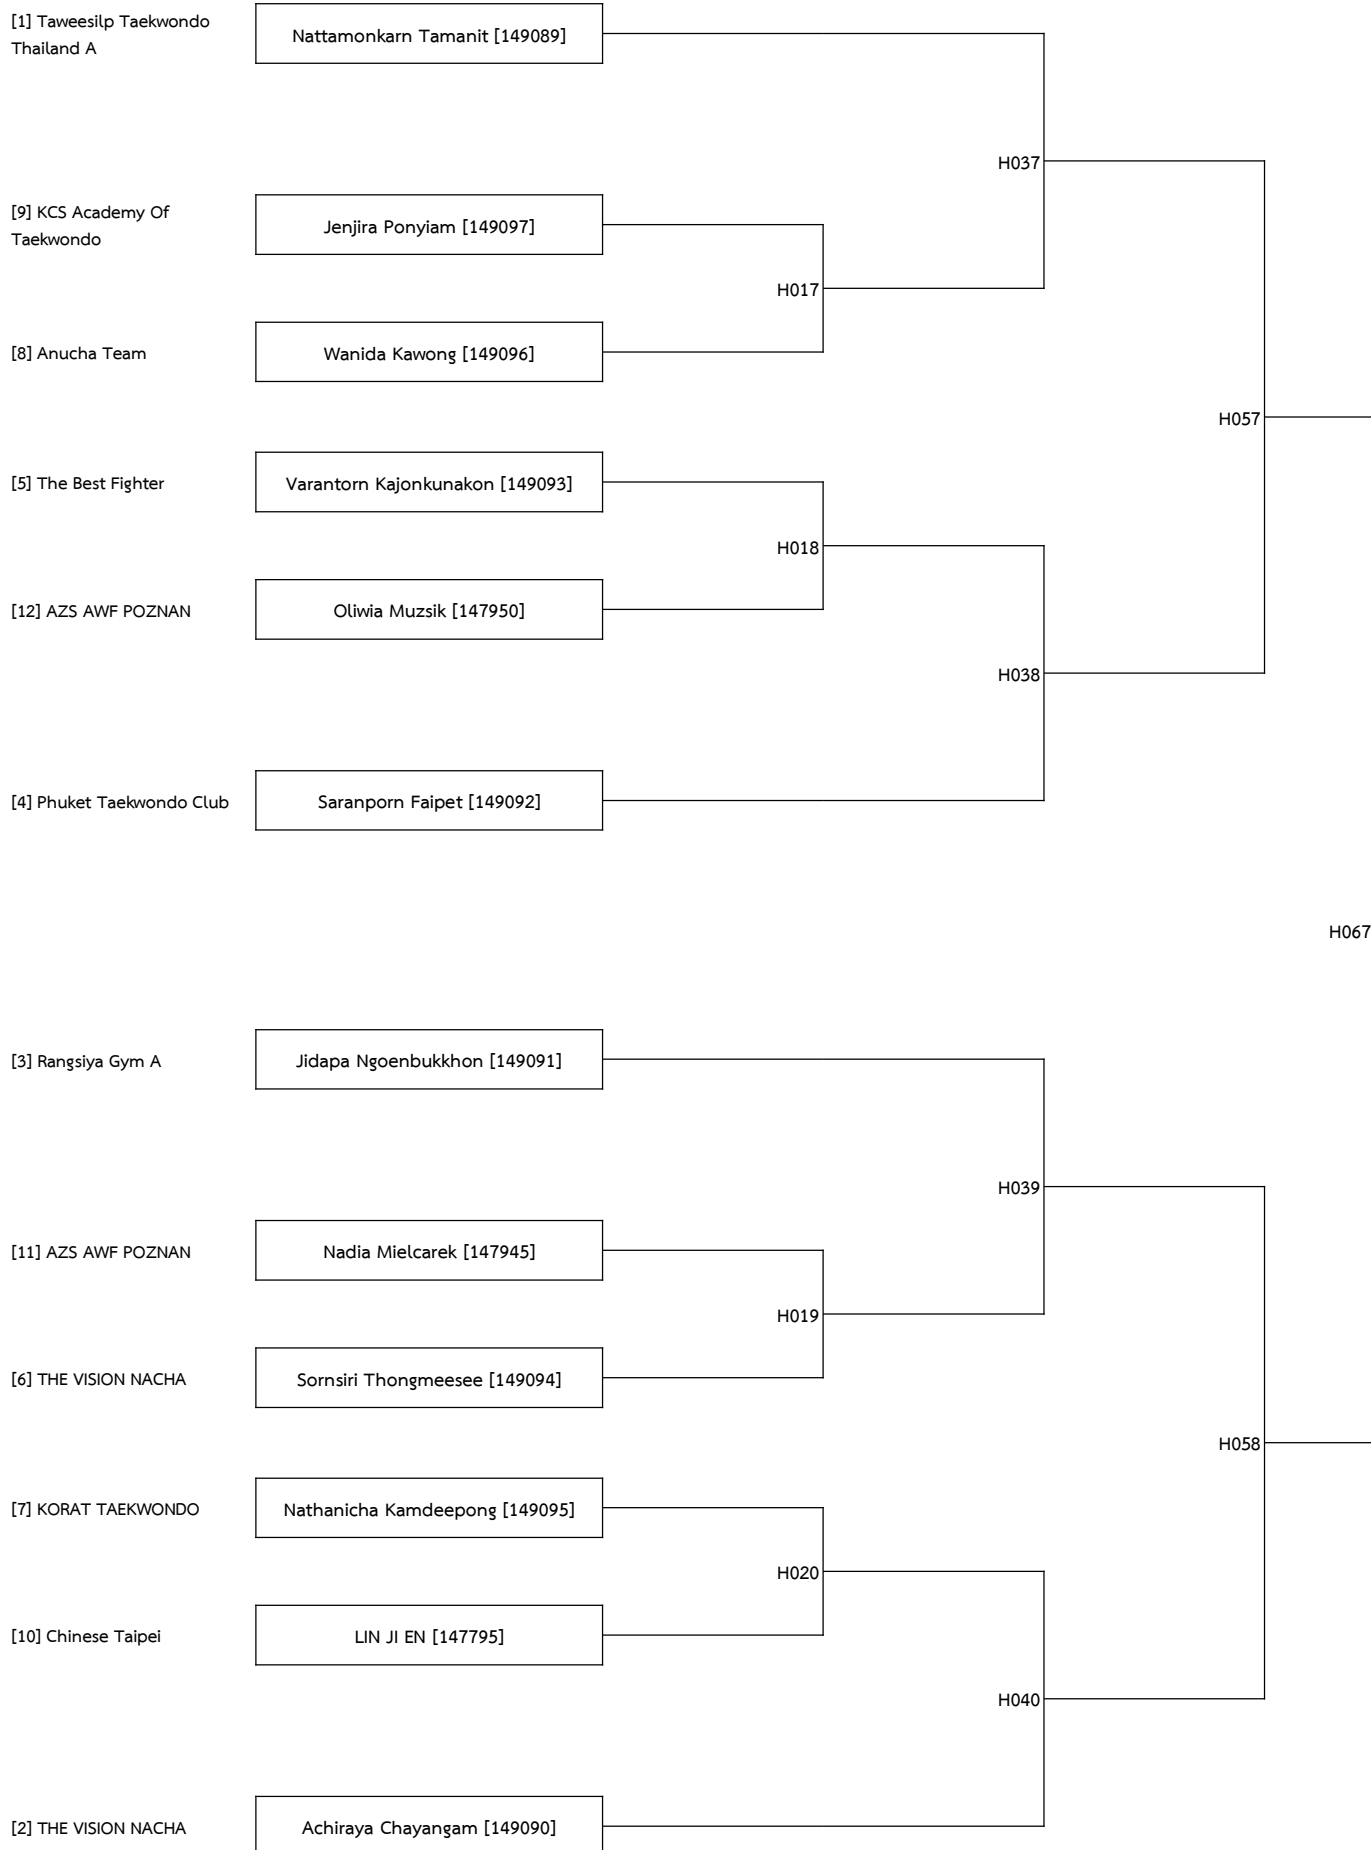 [1] Taweesilp Taekwondo
Thailand A
Nattamonkarn Tamanit [149089]
H037
[9] KCS Academy Of
Taekwondo
Jenjira Ponyiam [149097]
H017
[8] Anucha Team
Wanida Kawong [149096]
H057
[5] The Best Fighter
Varantorn Kajonkunakon [149093]
H018
[12] AZS AWF POZNAN
Oliwia Muzsik [147950]
H038
[4] Phuket Taekwondo Club
Saranporn Faipet [149092]
H067
[3] Rangsiya Gym A
Jidapa Ngoenbukkhon [149091]
H039
[11] AZS AWF POZNAN
Nadia Mielcarek [147945]
H019
[6] THE VISION NACHA
Sornsiri Thongmeesee [149094]
H058
[7] KORAT TAEKWONDO
Nathanicha Kamdeepong [149095]
H020
[10] Chinese Taipei
LIN JI EN [147795]
H040
[2] THE VISION NACHA
Achiraya Chayangam [149090]